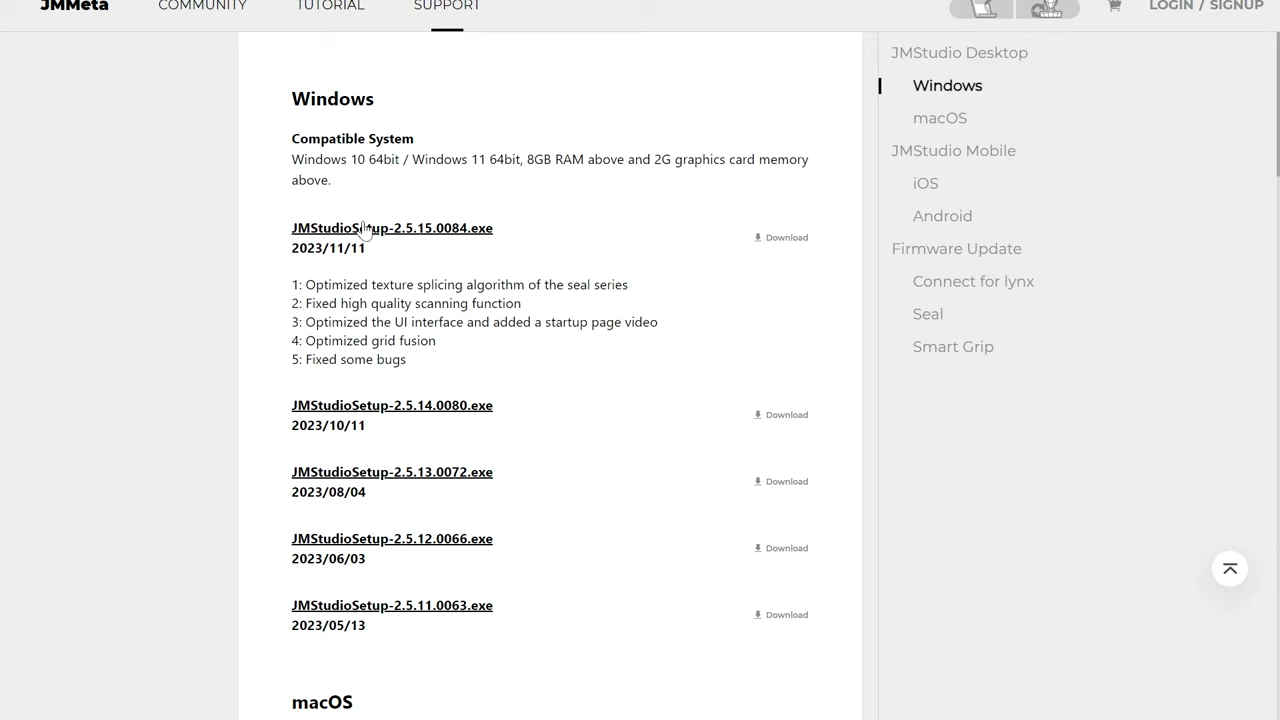 JMMeta
COMMUNITY
TUTORIAL
SUPPORT
LOGIN / SIGNUP
Windows
Compatible System
Windows 10 64bit / Windows 11 64bit, 8GB RAM above and 2G graphics card memory
above.
JMStudioSetup-2.5.15.0084.exe
2023/11/11
Download
1: Optimized texture splicing algorithm of the seal series
2: Fixed high quality scanning function
3: Optimized the UI interface and added a startup page video
4: Optimized grid fusion
5: Fixed some bugs
JMStudioSetup-2.5.14.0080.exe
2023/10/11
Download
JMStudioSetup-2.5.13.0072.exe
2023/08/04
Download
JMStudioSetup-2.5.12.0066.exe
2023/06/03
Download
JMStudioSetup-2.5.11.0063.exe
2023/05/13
Download
macOS
JMStudio Desktop
Windows
macOS
JMStudio Mobile
iOS
Android
Firmware Update
Connect for lynx
Seal
Smart Grip